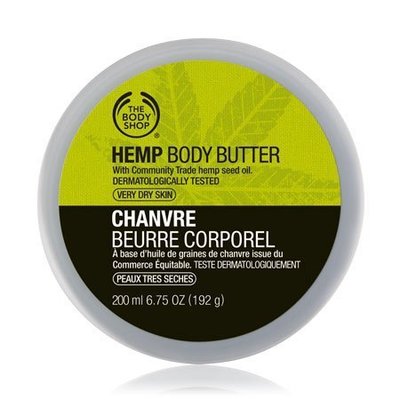 THE
BODY
SHOP
HEMP BODY BUTTER
With Community Trade hemp seed oil.
DERMATOLOGICALLY TESTED
VERY DRY SKIN
CHANVRE
BEURRE CORPOREL
À base d'huile de graines de chanvre issue du
Commerce Équitable. TESTE DERMATOLOGIQUEMENT
PEAUX TRES SECHES
200 ml 6.75 OZ (192 g)